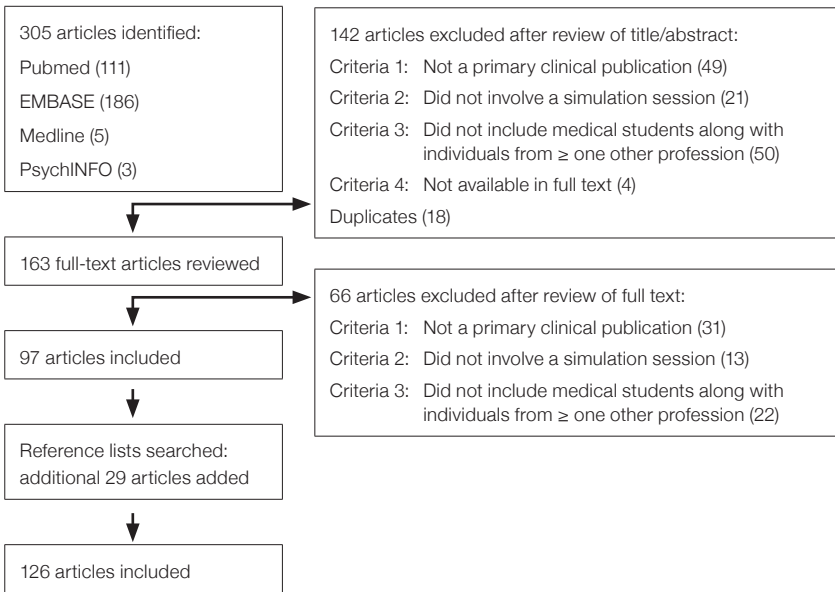 305 articles identified:
Pubmed (111)
EMBASE (186)
Medline (5)
PsychINFO (3)
142 articles excluded after review of title/abstract:
Criteria 1: Not a primary clinical publication (49)
Criteria 2: Did not involve a simulation session (21)
Criteria 3: Did not include medical students along with
individuals from ≥ one other profession (50)
Criteria 4: Not available in full text (4)
Duplicates (18)
163 full-text articles reviewed
66 articles excluded after review of full text:
Criteria 1: Not a primary clinical publication (31)
Criteria 2: Did not involve a simulation session (13)
Criteria 3: Did not include medical students along with
individuals from ≥ one other profession (22)
97 articles included
Reference lists searched:
additional 29 articles added
126 articles included